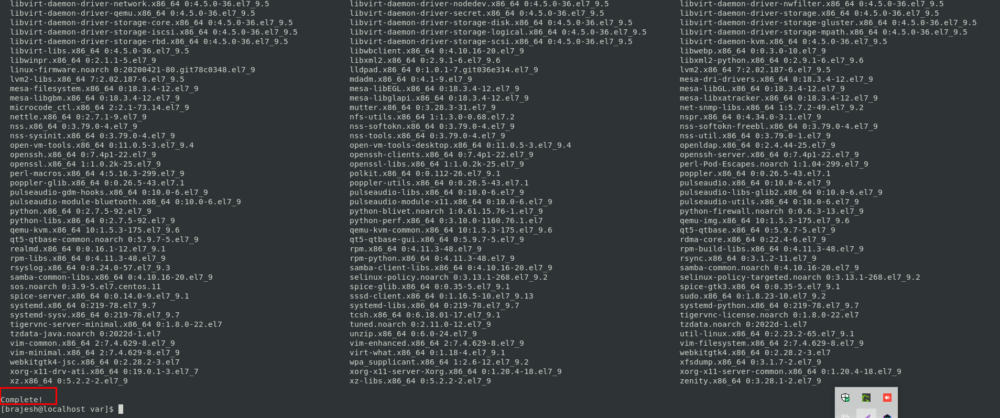 libvirt-daemon-driver-network.x86_64 0:4.5.0-36.el7_9.5 libvirt-daemon-driver-nodedev.x86_64 0:4.5.0-36.el7_9.5 libvirt-daemon-driver-nwfilter.x86_64 0:4.5.0-36.el7_9.5
libvirt-daemon-driver-qemu.x86_64 0:4.5.0-36.el7_9.5 libvirt-daemon-driver-secret.x86_64 0:4.5.0-36.el7_9.5 libvirt-daemon-driver-storage.x86_64 0:4.5.0-36.el7_9.5
libvirt-daemon-driver-storage-core.x86_64 0:4.5.0-36.el7_9.5 libvirt-daemon-driver-storage-disk.x86_64 0:4.5.0-36.el7_9.5 libvirt-daemon-driver-storage-gluster.x86_64 0:4.5.0-36.el7_9.5
libvirt-daemon-driver-storage-iscsi.x86_64 0:4.5.0-36.el7_9.5 libvirt-daemon-driver-storage-logical.x86_64 0:4.5.0-36.el7_9.5 libvirt-daemon-driver-storage-mpath.x86_64 0:4.5.0-36.el7_9.5
libvirt-daemon-driver-storage-rbd.x86_64 0:4.5.0-36.el7_9.5 libvirt-daemon-driver-storage-scsi.x86_64 0:4.5.0-36.el7_9.5 libvirt-daemon-kvm.x86_64 0:4.5.0-36.el7_9.5
libvirt-libs.x86_64 0:4.5.0-36.el7_9.5 libwbclient.x86_64 0:4.10.16-20.el7_9 libwebp.x86_64 0:0.3.0-10.el7_9
libwinpr.x86_64 0:2.1.1-5.el7_9 libxml2.x86_64 0:2.9.1-6.el7_9.6 libxml2-python.x86_64 0:2.9.1-6.el7_9.6
linux-firmware.noarch 0:20200421-80.git78c0348.el7_9 lldpad.x86_64 0:1.0.1-7.git036e314.el7_9 lvm2.x86_64 7:2.02.187-6.el7_9.5
lvm2-libs.x86_64 7:2.02.187-6.el7_9.5 mdadm.x86_64 0:4.1-9.el7_9 mesa-dri-drivers.x86_64 0:18.3.4-12.el7_9
mesa-filesystem.x86_64 0:18.3.4-12.el7_9 mesa-libEGL.x86_64 0:18.3.4-12.el7_9 mesa-libGL.x86_64 0:18.3.4-12.el7_9
mesa-libgbm.x86_64 0:18.3.4-12.el7_9 mesa-libglapi.x86_64 0:18.3.4-12.el7_9 mesa-libxatracker.x86_64 0:18.3.4-12.el7_9
microcode_ctl.x86_64 2:2.1-73.14.el7_9 mutter.x86_64 0:3.28.3-31.el7_9 net-snmp-libs.x86_64 1:5.7.2-49.el7_9.2
nettle.x86_64 0:2.7.1-9.el7_9 nfs-utils.x86_64 1:1.3.0-0.68.el7.2 nspr.x86_64 0:4.34.0-3.1.el7_9
nss.x86_64 0:3.79.0-4.el7_9 nss-softokn.x86_64 0:3.79.0-4.el7_9 nss-softokn-freebl.x86_64 0:3.79.0-4.el7_9
nss-sysinit.x86_64 0:3.79.0-4.el7_9 nss-tools.x86_64 0:3.79.0-4.el7_9 nss-util.x86_64 0:3.79.0-1.el7_9
open-vm-tools.x86_64 0:11.0.5-3.el7_9.4 open-vm-tools-desktop.x86_64 0:11.0.5-3.el7_9.4 openldap.x86_64 0:2.4.44-25.el7_9
openssh.x86_64 0:7.4p1-22.el7_9 openssh-clients.x86_64 0:7.4p1-22.el7_9 openssh-server.x86_64 0:7.4p1-22.el7_9
openssl.x86_64 1:1.0.2k-25.el7_9 openssl-libs.x86_64 1:1.0.2k-25.el7_9 perl-Pod-Escapes.noarch 1:1.04-299.el7_9
perl-macros.x86_64 4:5.16.3-299.el7_9 polkit.x86_64 0:0.112-26.el7_9.1 poppler.x86_64 0:0.26.5-43.el7.1
poppler-glib.x86_64 0:0.26.5-43.el7.1 poppler-utils.x86_64 0:0.26.5-43.el7.1 pulseaudio.x86_64 0:10.0-6.el7_9
pulseaudio-gdm-hooks.x86_64 0:10.0-6.el7_9 pulseaudio-libs.x86_64 0:10.0-6.el7_9 pulseaudio-libs-glib2.x86_64 0:10.0-6.el7_9
pulseaudio-module-bluetooth.x86_64 0:10.0-6.el7_9 pulseaudio-module-x11.x86_64 0:10.0-6.el7_9 pulseaudio-utils.x86_64 0:10.0-6.el7_9
python.x86_64 0:2.7.5-92.el7_9 python-blivet.noarch 1:0.61.15.76-1.el7_9 python-firewall.noarch 0:0.6.3-13.el7_9
python-libs.x86_64 0:2.7.5-92.el7_9 python-perf.x86_64 0:3.10.0-1160.76.1.el7 qemu-img.x86_64 10:1.5.3-175.el7_9.6
qemu-kvm.x86_64 10:1.5.3-175.el7_9.6 qemu-kvm-common.x86_64 10:1.5.3-175.el7_9.6 qt5-qtbase.x86_64 0:5.9.7-5.el7_9
qt5-qtbase-common.noarch 0:5.9.7-5.el7_9 qt5-qtbase-gui.x86_64 0:5.9.7-5.el7_9 rdma-core.x86_64 0:22.4-6.el7_9
realmd.x86_64 0:0.16.1-12.el7_9.1 rpm.x86_64 0:4.11.3-48.el7_9 rpm-build-libs.x86_64 0:4.11.3-48.el7_9
rpm-libs.x86_64 0:4.11.3-48.el7_9 rpm-python.x86_64 0:4.11.3-48.el7_9 rsync.x86_64 0:3.1.2-11.el7_9
rsyslog.x86_64 0:8.24.0-57.el7_9.3 samba-client-libs.x86_64 0:4.10.16-20.el7_9 samba-common.noarch 0:4.10.16-20.el7_9
samba-common-libs.x86_64 0:4.10.16-20.el7_9 selinux-policy.noarch 0:3.13.1-268.el7_9.2 selinux-policy-targeted.noarch 0:3.13.1-268.el7_9.2
sos.noarch 0:3.9-5.el7.centos.11 spice-glib.x86_64 0:0.35-5.el7_9.1 spice-gtk3.x86_64 0:0.35-5.el7_9.1
spice-server.x86_64 0:0.14.0-9.el7_9.1 sssd-client.x86_64 0:1.16.5-10.el7_9.13 sudo.x86_64 0:1.8.23-10.el7_9.2
systemd.x86_64 0:219-78.el7_9.7 systemd-libs.x86_64 0:219-78.el7_9.7 systemd-python.x86_64 0:219-78.el7_9.7
systemd-sysv.x86_64 0:219-78.el7_9.7 tcsh.x86_64 0:6.18.01-17.el7_9.1 tigervnc-license.noarch 0:1.8.0-22.el7
tigervnc-server-minimal.x86_64 0:1.8.0-22.el7 tuned.noarch 0:2.11.0-12.el7_9 tzdata.noarch 0:2022d-1.el7
tzdata-java.noarch 0:2022d-1.el7 unzip.x86_64 0:6.0-24.el7_9 util-linux.x86_64 0:2.23.2-65.el7_9.1
vim-common.x86_64 2:7.4.629-8.el7_9 vim-enhanced.x86_64 2:7.4.629-8.el7_9 vim-filesystem.x86_64 2:7.4.629-8.el7_9
vim-minimal.x86_64 2:7.4.629-8.el7_9 virt-what.x86_64 0:1.18-4.el7_9.1 webkitgtk4.x86_64 0:2.28.2-3.el7
webkitgtk4-jsc.x86_64 0:2.28.2-3.el7 wpa_supplicant.x86_64 1:2.6-12.el7_9.2 xfsdump.x86_64 0:3.1.7-2.el7_9
xorg-x11-drv-ati.x86_64 0:19.0.1-3.el7_7 xorg-x11-server-Xorg.x86_64 0:1.20.4-18.el7_9 xorg-x11-server-common.x86_64 0:1.20.4-18.el7_9
xz.x86_64 0:5.2.2-2.el7_9 xz-libs.x86_64 0:5.2.2-2.el7_9 zenity.x86_64 0:3.28.1-2.el7_9
Complete!
[brajesh@localhost var]$